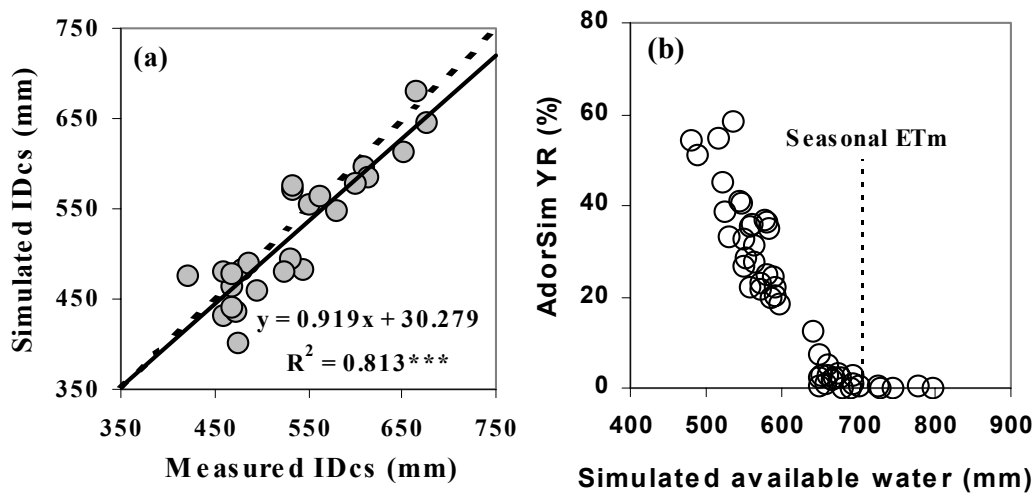 (a)
750
650
550
450
350
Simulated IDcs (mm)
y = 0.919x + 30.279
R² = 0.813***
350 450 550 650 750
Measured IDcs (mm)
(b)
80
60
40
20
0
AdorSim YR (%)
Seasonal ETm
400 500 600 700 800 900
Simulated available water (mm)